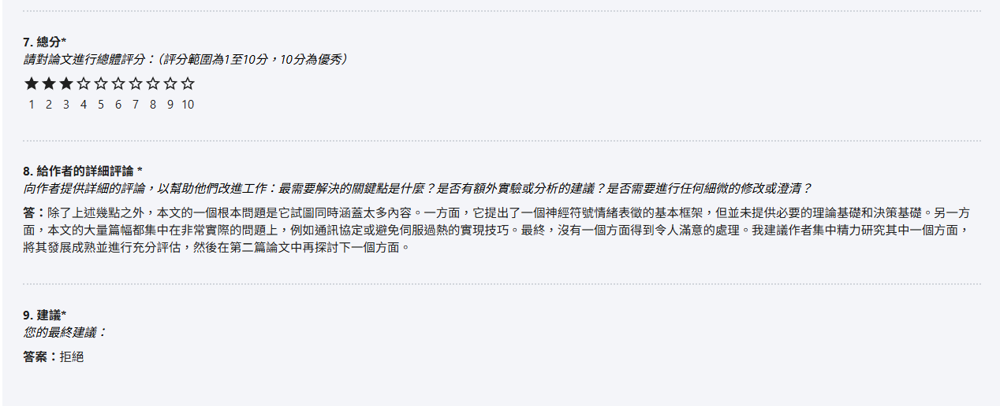 7. 總分*
請對論文進行總體評分：（評分範圍為1至10分，10分為優秀）
★★★☆☆☆☆☆☆☆
1 2 3 4 5 6 7 8 9 10
8. 給作者的詳細評論 *
向作者提供詳細的評論，以幫助他們改進工作：最需要解決的關鍵點是什麼？是否有額外實驗或分析的建議？是否需要進行任何細微的修改或澄清？
答：除了上述幾點之外，本文的一個根本問題是它試圖同時涵蓋太多內容。一方面，它提出了一個神經符號情緒表徵的基本框架，但並未提供必要的理論基礎和決策基礎。另一方
面，本文的大量篇幅都集中在非常實際的問題上，例如通訊協定或避免伺服過熱的實現技巧。最終，沒有一個方面得到令人滿意的處理。我建議作者集中精力研究其中一個方面，
將其發展成熟並進行充分評估，然後在第二篇論文中再探討下一個方面。
9. 建議*
您的最終建議：
答案：拒絕